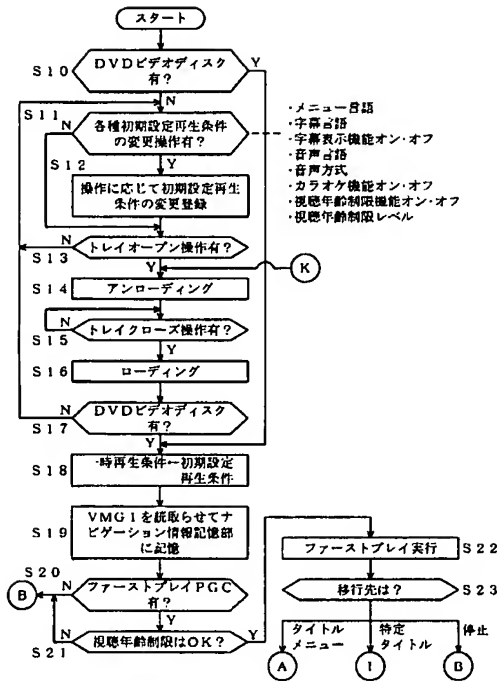 スタート
S10
DVDビデオディスク
有?
Y
N
S11
N
各種初期設定再生条件
の変更操作有?
・メニュー言語
・字幕言語
・字幕表示機能オン・オフ
・音声言語
・音声方式
・カラオケ機能オン・オフ
・視聴年齢制限機能オン・オフ
・視聴年齢制限レベル
S12
Y
操作に応じて初期設定再生
条件の変更登録
N
トレイオープン操作有?
S13
Y
K
S14
アンローディング
N
トレイクローズ操作有?
S15
Y
S16
ローディング
N
DVDビデオディスク
有?
S17
Y
S18
一時再生条件←初期設定
再生条件
S19
VMGIを読取らせてナ
ビゲーション情報記憶部
に記憶
S20
B
N
ファーストプレイPGC
有?
Y
N
視聴年齢制限はOK?
Y
S21
ファーストプレイ実行
S22
移行先は?
S23
タイトル
メニュー
特定
タイトル
停止
A
I
B